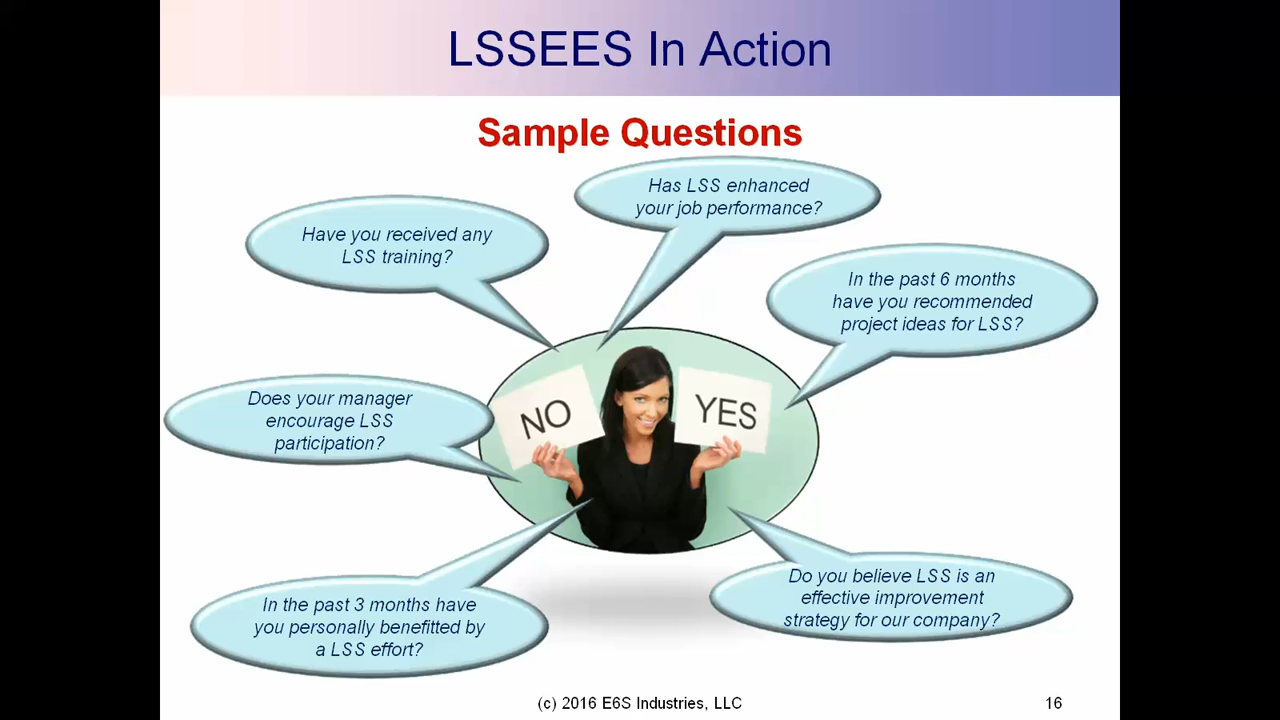 LSSEES In Action
Sample Questions
Has LSS enhanced
your job performance?
Have you received any
LSS training?
In the past 6 months
have you recommended
project ideas for LSS?
Does your manager
encourage LSS
participation?
NO
YES
In the past 3 months have
you personally benefitted by
a LSS effort?
Do you believe LSS is an
effective improvement
strategy for our company?
(c) 2016 E6S Industries, LLC
16